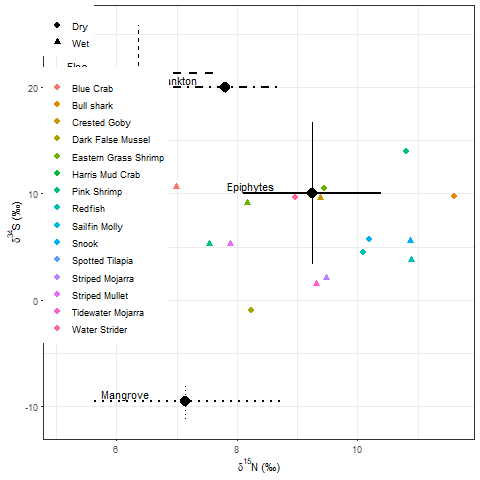 Dry
Wet
nkton
Blue Crab
Bull shark
Crested Goby
Dark False Mussel
Eastern Grass Shrimp
Harris Mud Crab
Pink Shrimp
Redfish
Sailfin Molly
Snook
Spotted Tilapia
Striped Mojarra
Striped Mullet
Tidewater Mojarra
Water Strider
Epiphytes
Mangrove
20
10
0
-10
δ³⁴S (‰)
6
8
10
δ¹⁵N (‰)